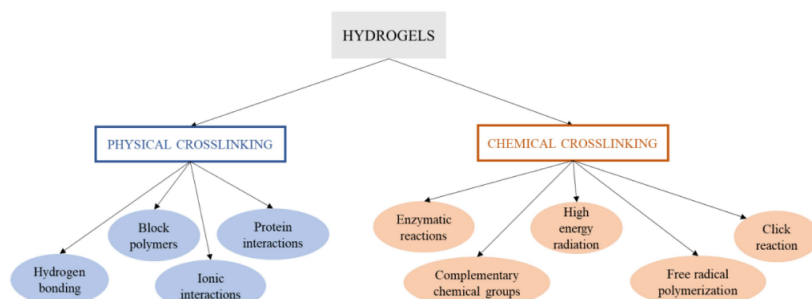 HYDROGELS
PHYSICAL CROSSLINKING
CHEMICAL CROSSLINKING
Hydrogen
bonding
Block
polymers
Ionic
interactions
Protein
interactions
Enzymatic
reactions
Complementary
chemical groups
High
energy
radiation
Free radical
polymerization
Click
reaction